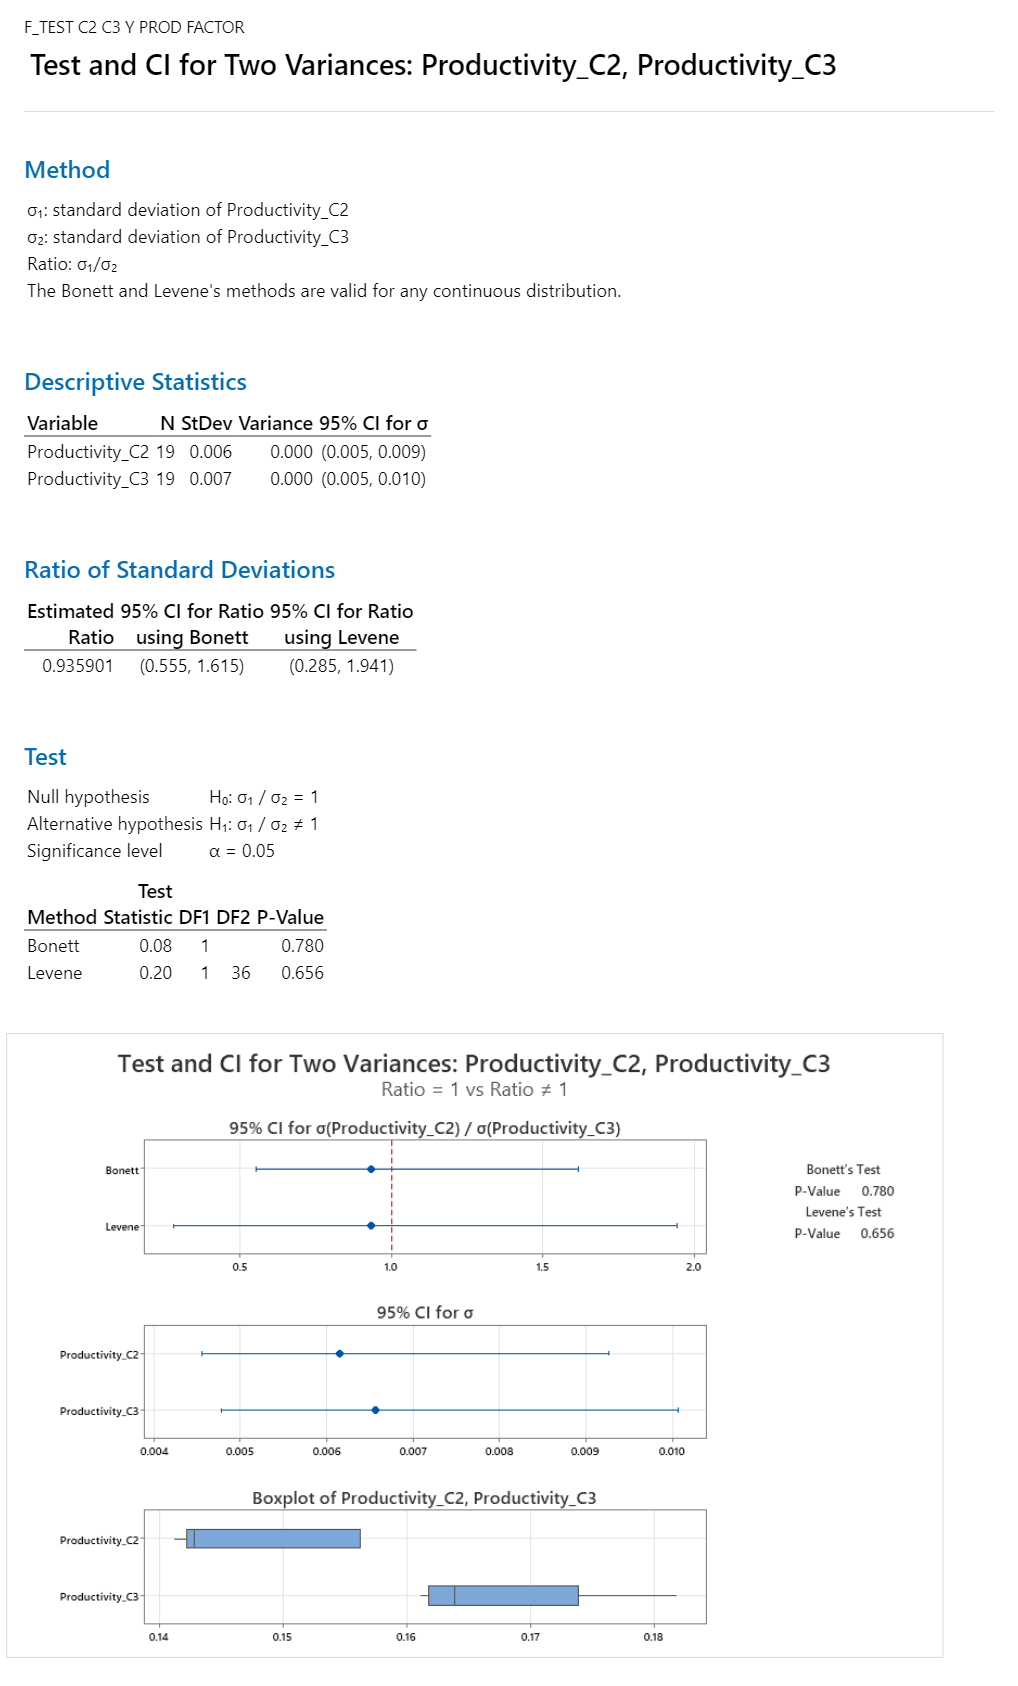 F_TEST C2 C3 Y PROD FACTOR
Test and CI for Two Variances: Productivity_C2, Productivity_C3
Method
σ₁: standard deviation of Productivity_C2
σ₂: standard deviation of Productivity_C3
Ratio: σ₁/σ₂
The Bonett and Levene's methods are valid for any continuous distribution.
Descriptive Statistics
Variable N StDev Variance 95% CI for σ
Productivity_C2 19 0.006 0.000 (0.005, 0.009)
Productivity_C3 19 0.007 0.000 (0.005, 0.010)
Ratio of Standard Deviations
Estimated 95% CI for Ratio 95% CI for Ratio
Ratio using Bonett using Levene
0.935901 (0.555, 1.615) (0.285, 1.941)
Test
Null hypothesis H₀: σ₁ / σ₂ = 1
Alternative hypothesis H₁: σ₁ / σ₂ ≠ 1
Significance level α = 0.05
Test
Method Statistic DF1 DF2 P-Value
Bonett 0.08 1 0.780
Levene 0.20 1 36 0.656
Test and CI for Two Variances: Productivity_C2, Productivity_C3
Ratio = 1 vs Ratio ≠ 1
95% CI for σ(Productivity_C2) / σ(Productivity_C3)
Bonett
Levene
0.5 1.0 1.5 2.0
Bonett's Test
P-Value 0.780
Levene's Test
P-Value 0.656
95% CI for σ
Productivity_C2
Productivity_C3
0.004 0.005 0.006 0.007 0.008 0.009 0.010
Boxplot of Productivity_C2, Productivity_C3
Productivity_C2
Productivity_C3
0.14 0.15 0.16 0.17 0.18